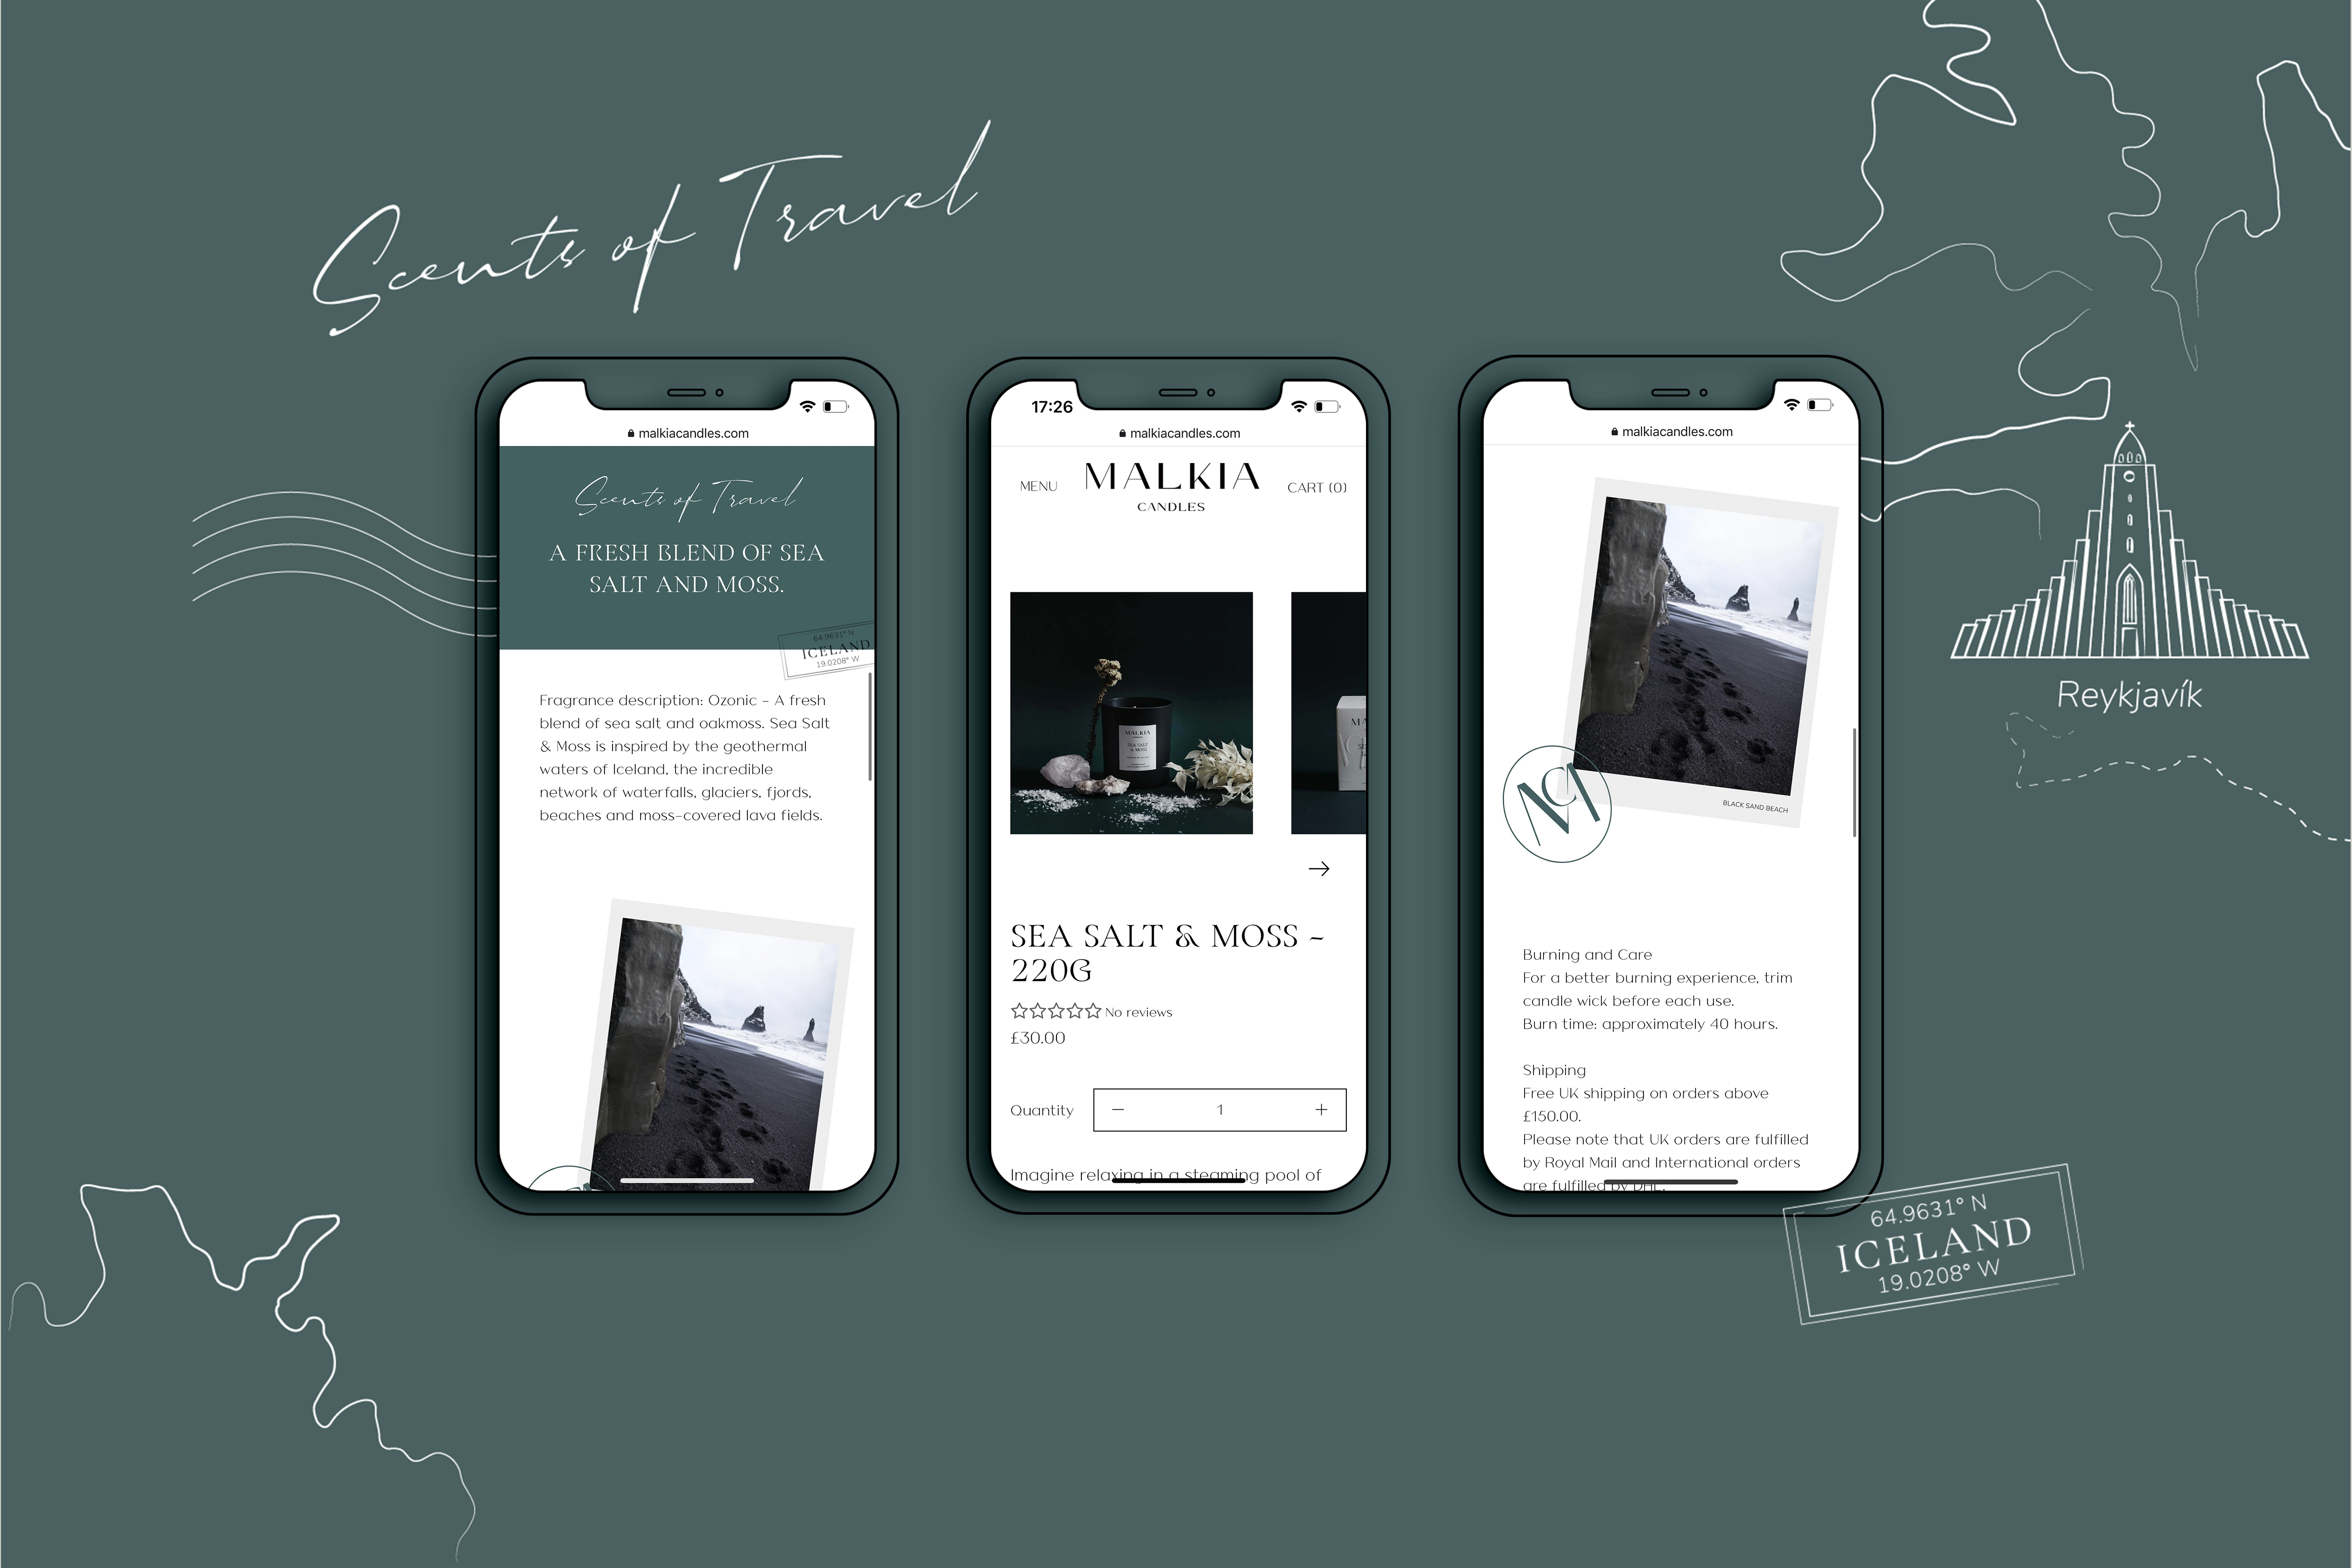 Scents of Travel
malkiacandles.com
Scents of Travel
A FRESH BLEND OF SEA
SALT AND MOSS.
64.9631° N
ICELAND
19.0208° W
Fragrance description: Ozonic - A fresh
blend of sea salt and oakmoss. Sea Salt
& Moss is inspired by the geothermal
waters of Iceland, the incredible
network of waterfalls, glaciers, fjords,
beaches and moss-covered lava fields.
17:26
malkiacandles.com
MENU
MALKIA
CANDLES
CART (0)
MALKIA
SEA SALT
& MOSS
SEA SALT & MOSS -
220G
No reviews
£30.00
Quantity
1
Imagine relaxing in a steaming pool of
malkiacandles.com
BLACK SAND BEACH
MC
Burning and Care
For a better burning experience, trim
candle wick before each use.
Burn time: approximately 40 hours.
Shipping
Free UK shipping on orders above
£150.00.
Please note that UK orders are fulfilled
by Royal Mail and International orders
are fulfilled by DHL.
Reykjavík
64.9631° N
ICELAND
19.0208° W